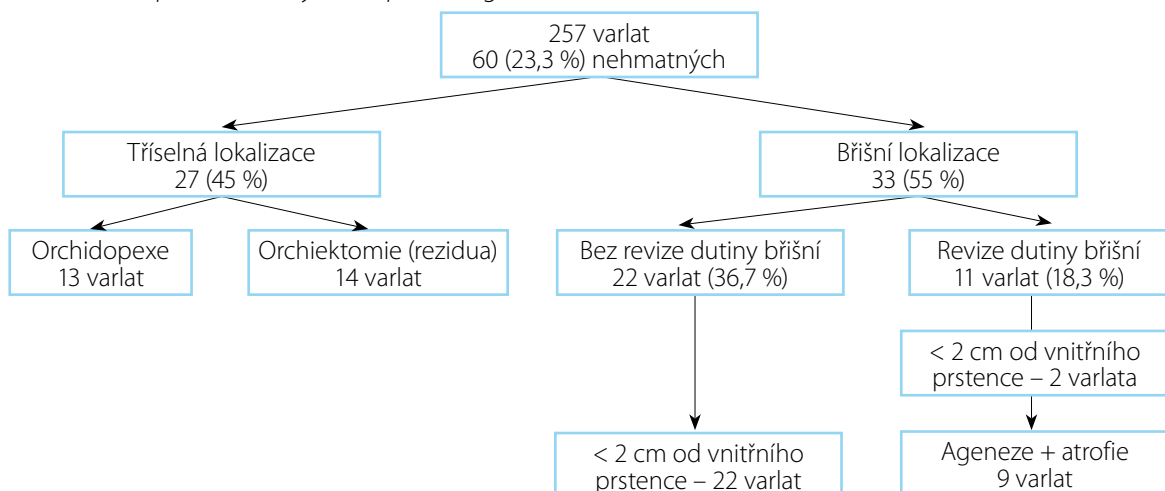 257 varlat
60 (23,3 %) nehmatných
Tříselná lokalizace
27 (45 %)
Břišní lokalizace
33 (55 %)
Orchidopexe
13 varlat
Orchiektomie (rezidua)
14 varlat
Bez revize dutiny břišní
22 varlat (36,7 %)
Revize dutiny břišní
11 varlat (18,3 %)
< 2 cm od vnitřního
prstence – 2 varlata
< 2 cm od vnitřního
prstence – 22 varlat
Ageneze + atrofie
9 varlat